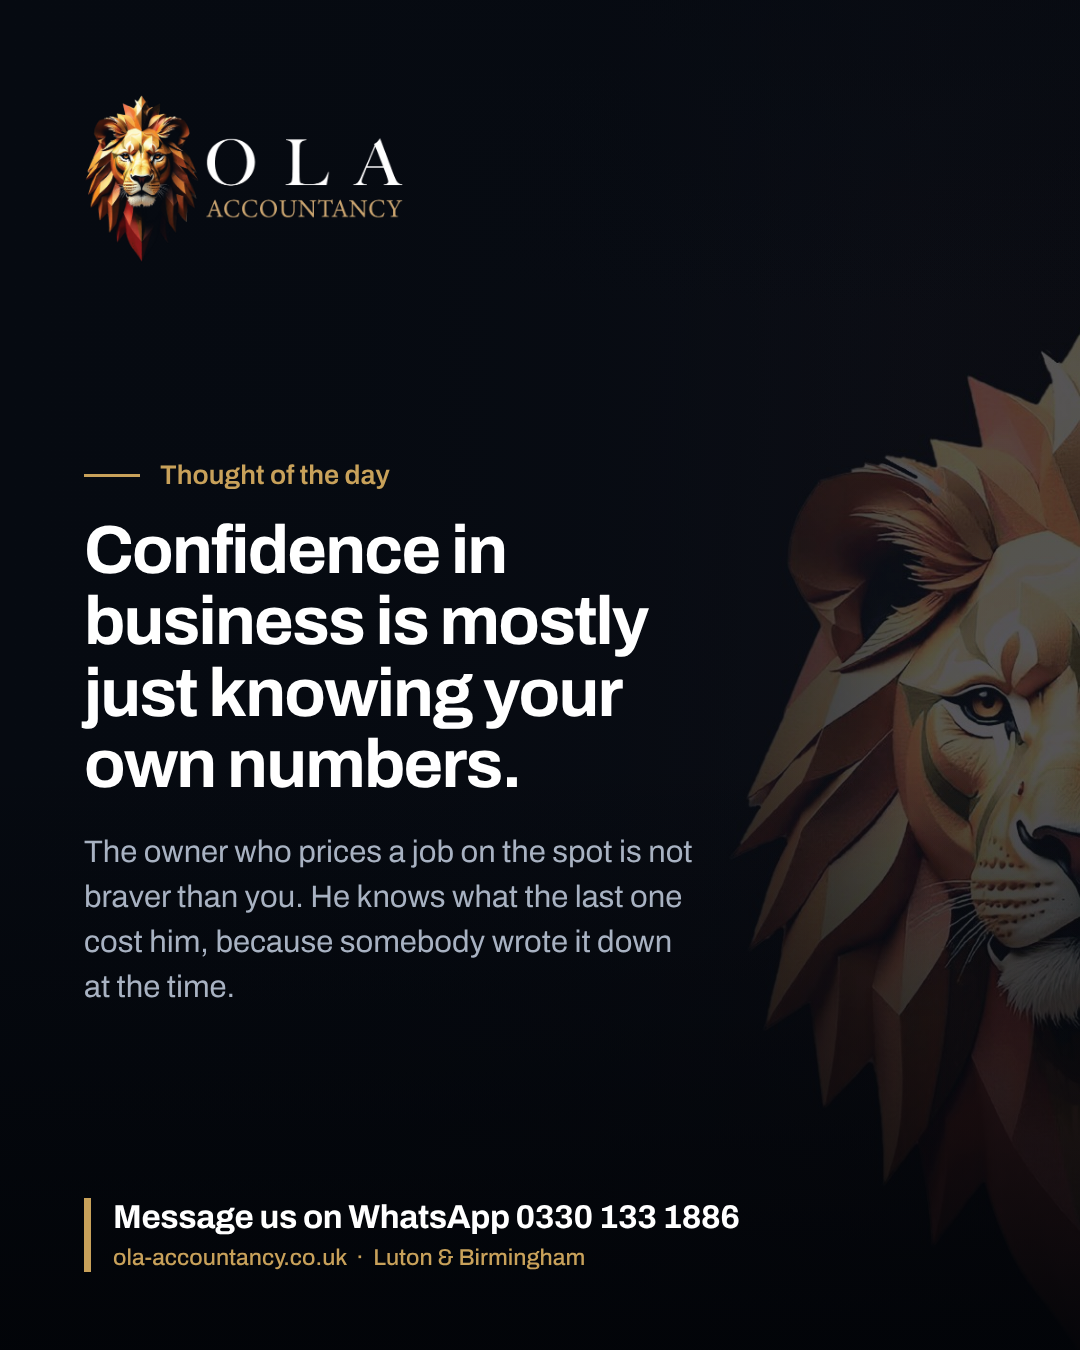 OLA
ACCOUNTANCY
Thought of the day
Confidence in
business is mostly
just knowing your
own numbers.
The owner who prices a job on the spot is not
braver than you. He knows what the last one
cost him, because somebody wrote it down
at the time.
Message us on WhatsApp 0330 133 1886
ola-accountancy.co.uk · Luton & Birmingham